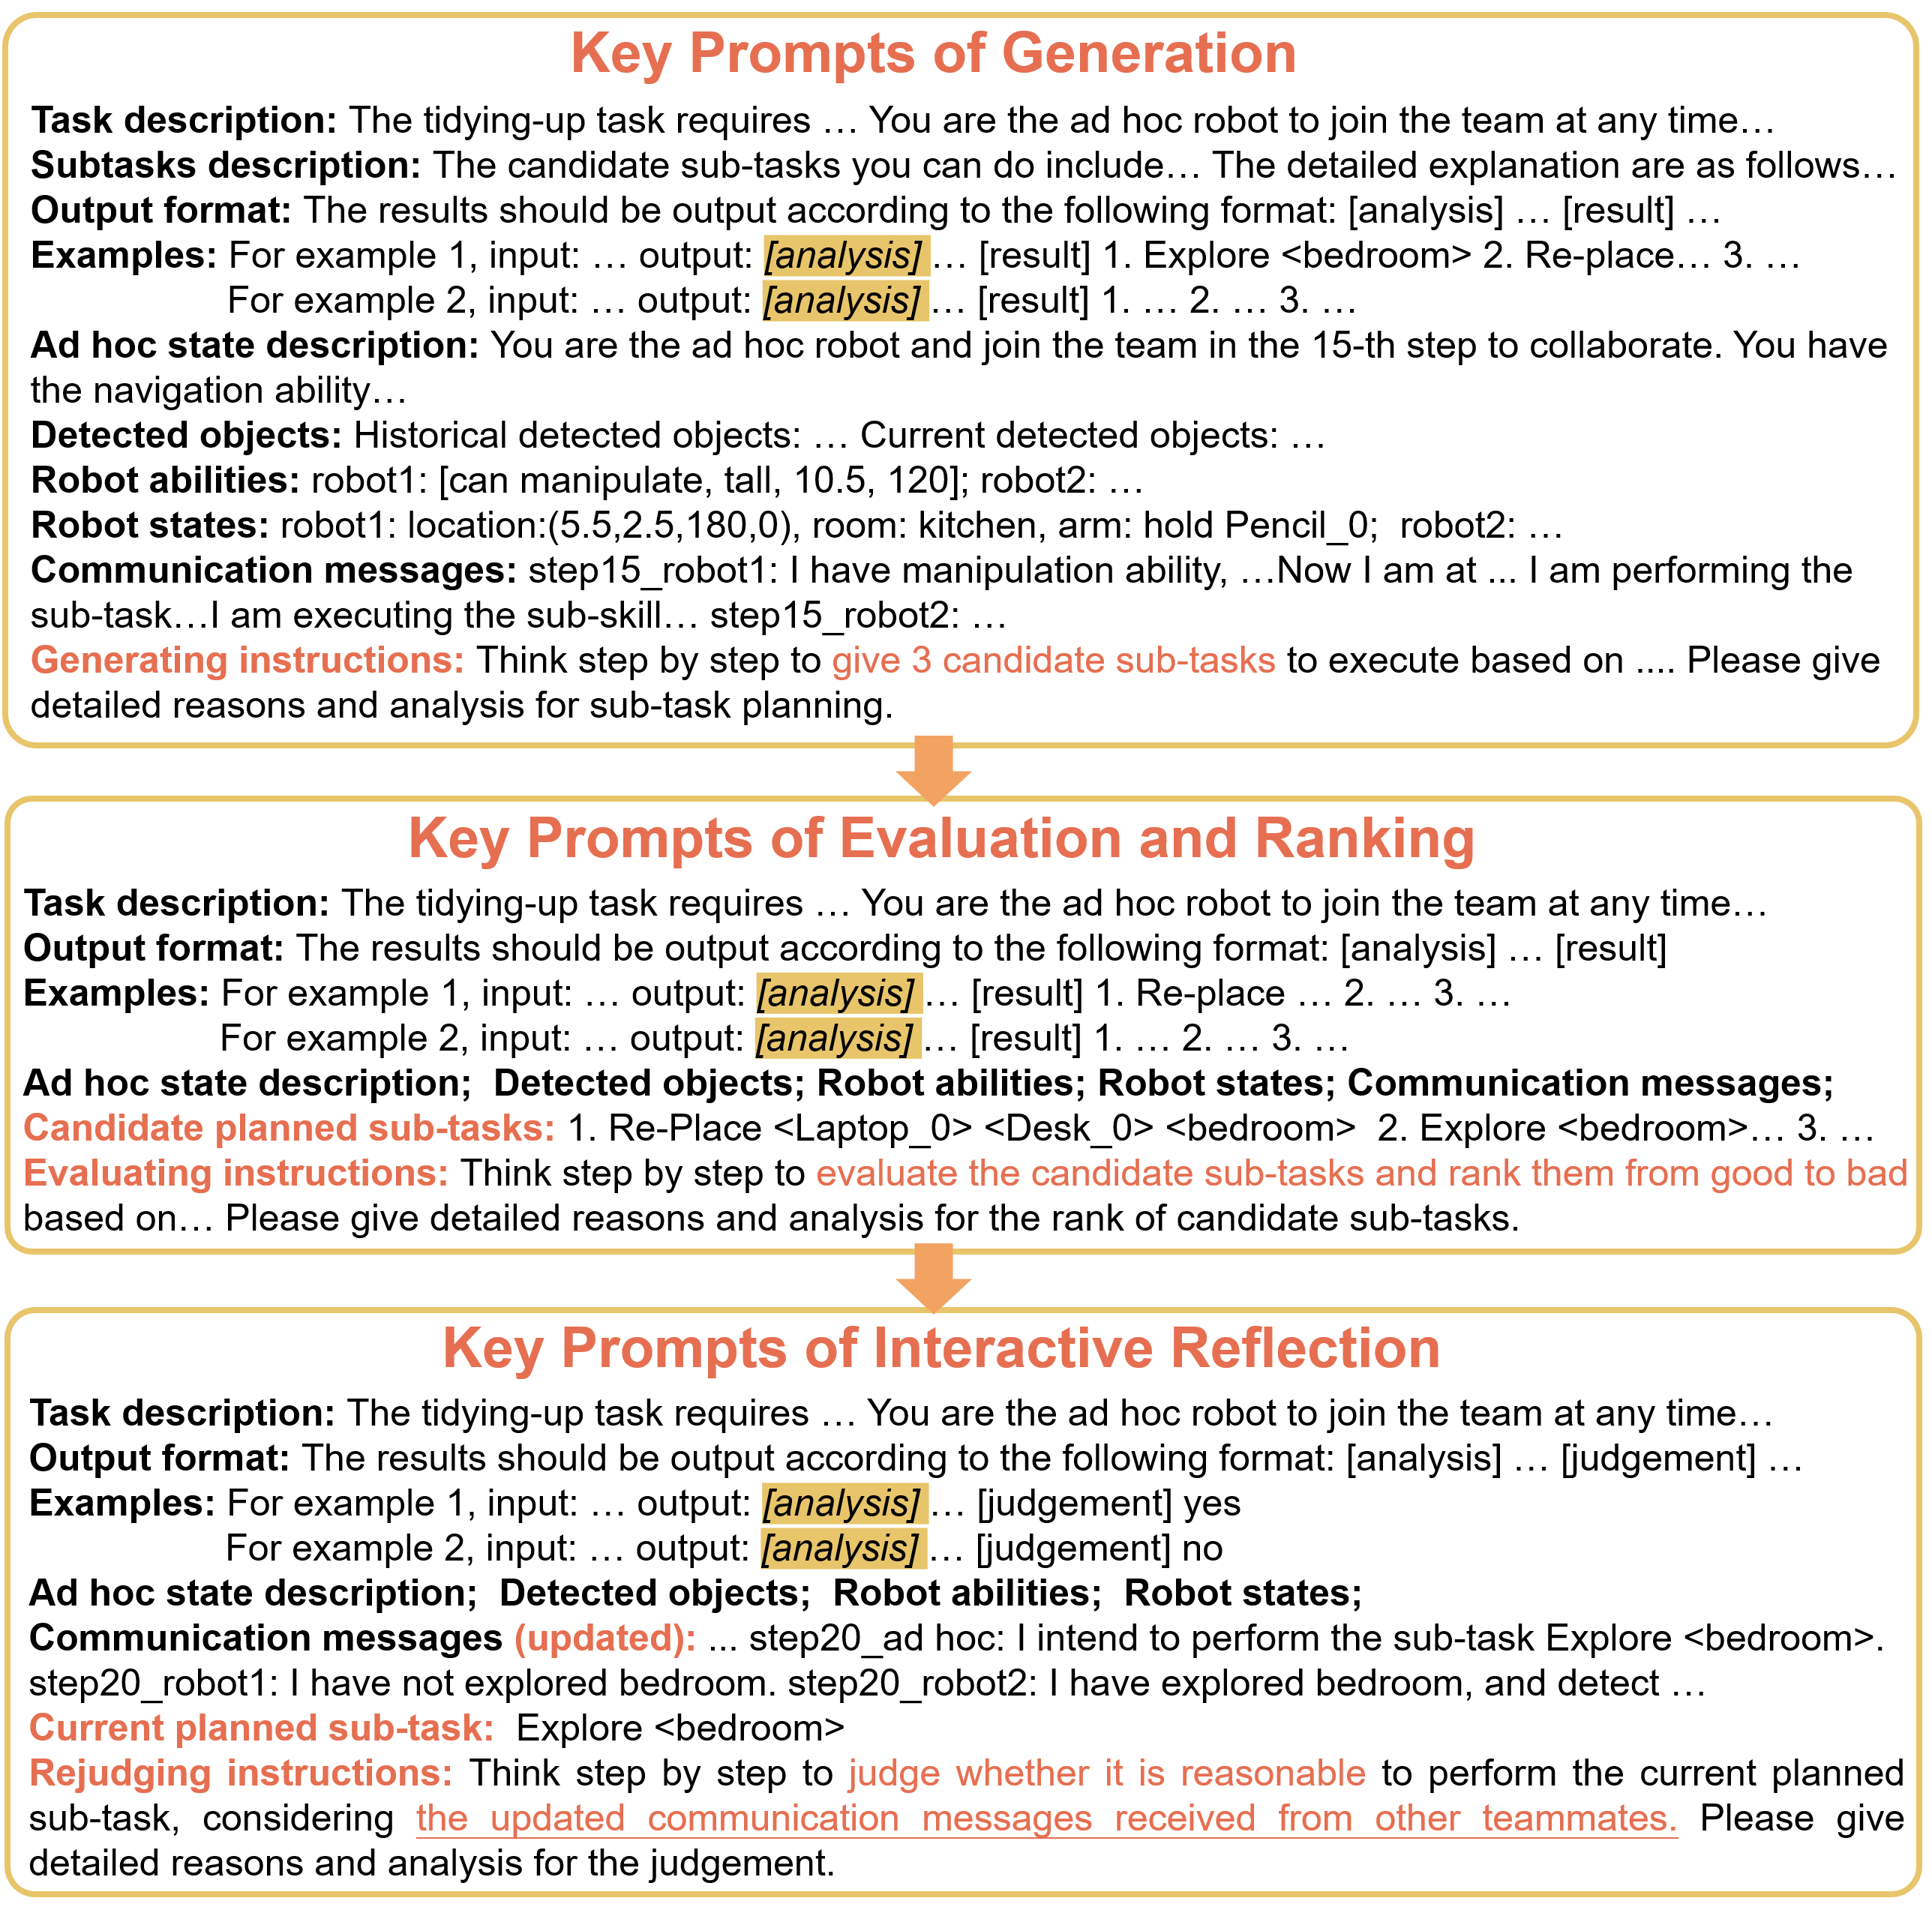 Key Prompts of Generation
Task description: The tidying-up task requires … You are the ad hoc robot to join the team at any time…
Subtasks description: The candidate sub-tasks you can do include… The detailed explanation are as follows…
Output format: The results should be output according to the following format: [analysis] … [result] …
Examples: For example 1, input: … output: [analysis] … [result] 1. Explore <bedroom> 2. Re-place… 3. …
For example 2, input: … output: [analysis] … [result] 1. … 2. … 3. …
Ad hoc state description: You are the ad hoc robot and join the team in the 15-th step to collaborate. You have
the navigation ability…
Detected objects: Historical detected objects: … Current detected objects: …
Robot abilities: robot1: [can manipulate, tall, 10.5, 120]; robot2: …
Robot states: robot1: location:(5.5,2.5,180,0), room: kitchen, arm: hold Pencil_0; robot2: …
Communication messages: step15_robot1: I have manipulation ability, …Now I am at ... I am performing the
sub-task…I am executing the sub-skill… step15_robot2: …
Generating instructions: Think step by step to give 3 candidate sub-tasks to execute based on .... Please give
detailed reasons and analysis for sub-task planning.
Key Prompts of Evaluation and Ranking
Task description: The tidying-up task requires … You are the ad hoc robot to join the team at any time…
Output format: The results should be output according to the following format: [analysis] … [result]
Examples: For example 1, input: … output: [analysis] … [result] 1. Re-place … 2. … 3. …
For example 2, input: … output: [analysis] … [result] 1. … 2. … 3. …
Ad hoc state description; Detected objects; Robot abilities; Robot states; Communication messages;
Candidate planned sub-tasks: 1. Re-Place <Laptop_0> <Desk_0> <bedroom> 2. Explore <bedroom>… 3. …
Evaluating instructions: Think step by step to evaluate the candidate sub-tasks and rank them from good to bad
based on… Please give detailed reasons and analysis for the rank of candidate sub-tasks.
Key Prompts of Interactive Reflection
Task description: The tidying-up task requires … You are the ad hoc robot to join the team at any time…
Output format: The results should be output according to the following format: [analysis] … [judgement] …
Examples: For example 1, input: … output: [analysis] … [judgement] yes
For example 2, input: … output: [analysis] … [judgement] no
Ad hoc state description; Detected objects; Robot abilities; Robot states;
Communication messages (updated): ... step20_ad hoc: I intend to perform the sub-task Explore <bedroom>.
step20_robot1: I have not explored bedroom. step20_robot2: I have explored bedroom, and detect …
Current planned sub-task: Explore <bedroom>
Rejudging instructions: Think step by step to judge whether it is reasonable to perform the current planned
sub-task, considering the updated communication messages received from other teammates. Please give
detailed reasons and analysis for the judgement.